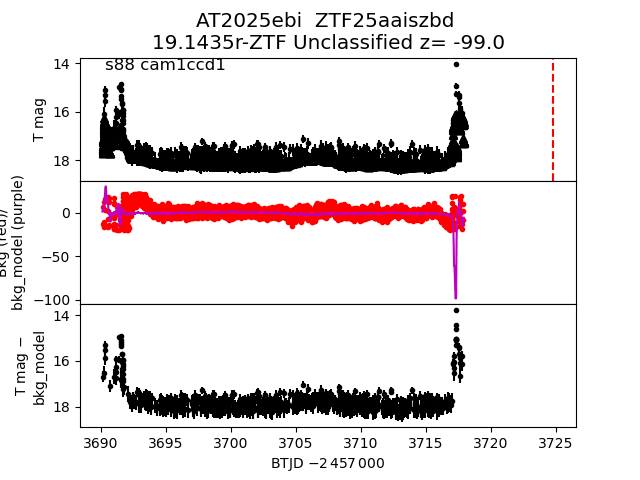 AT2025ebi  ZTF25aaiszbd
19.1435r-ZTF Unclassified z= -99.0
s88 cam1ccd1
14
16
18
T mag
0
−50
−100
Bkg (red)/
bkg_model (purple)
14
16
18
T mag −
bkg_model
3690 3695 3700 3705 3710 3715 3720 3725
BTJD −2 457 000